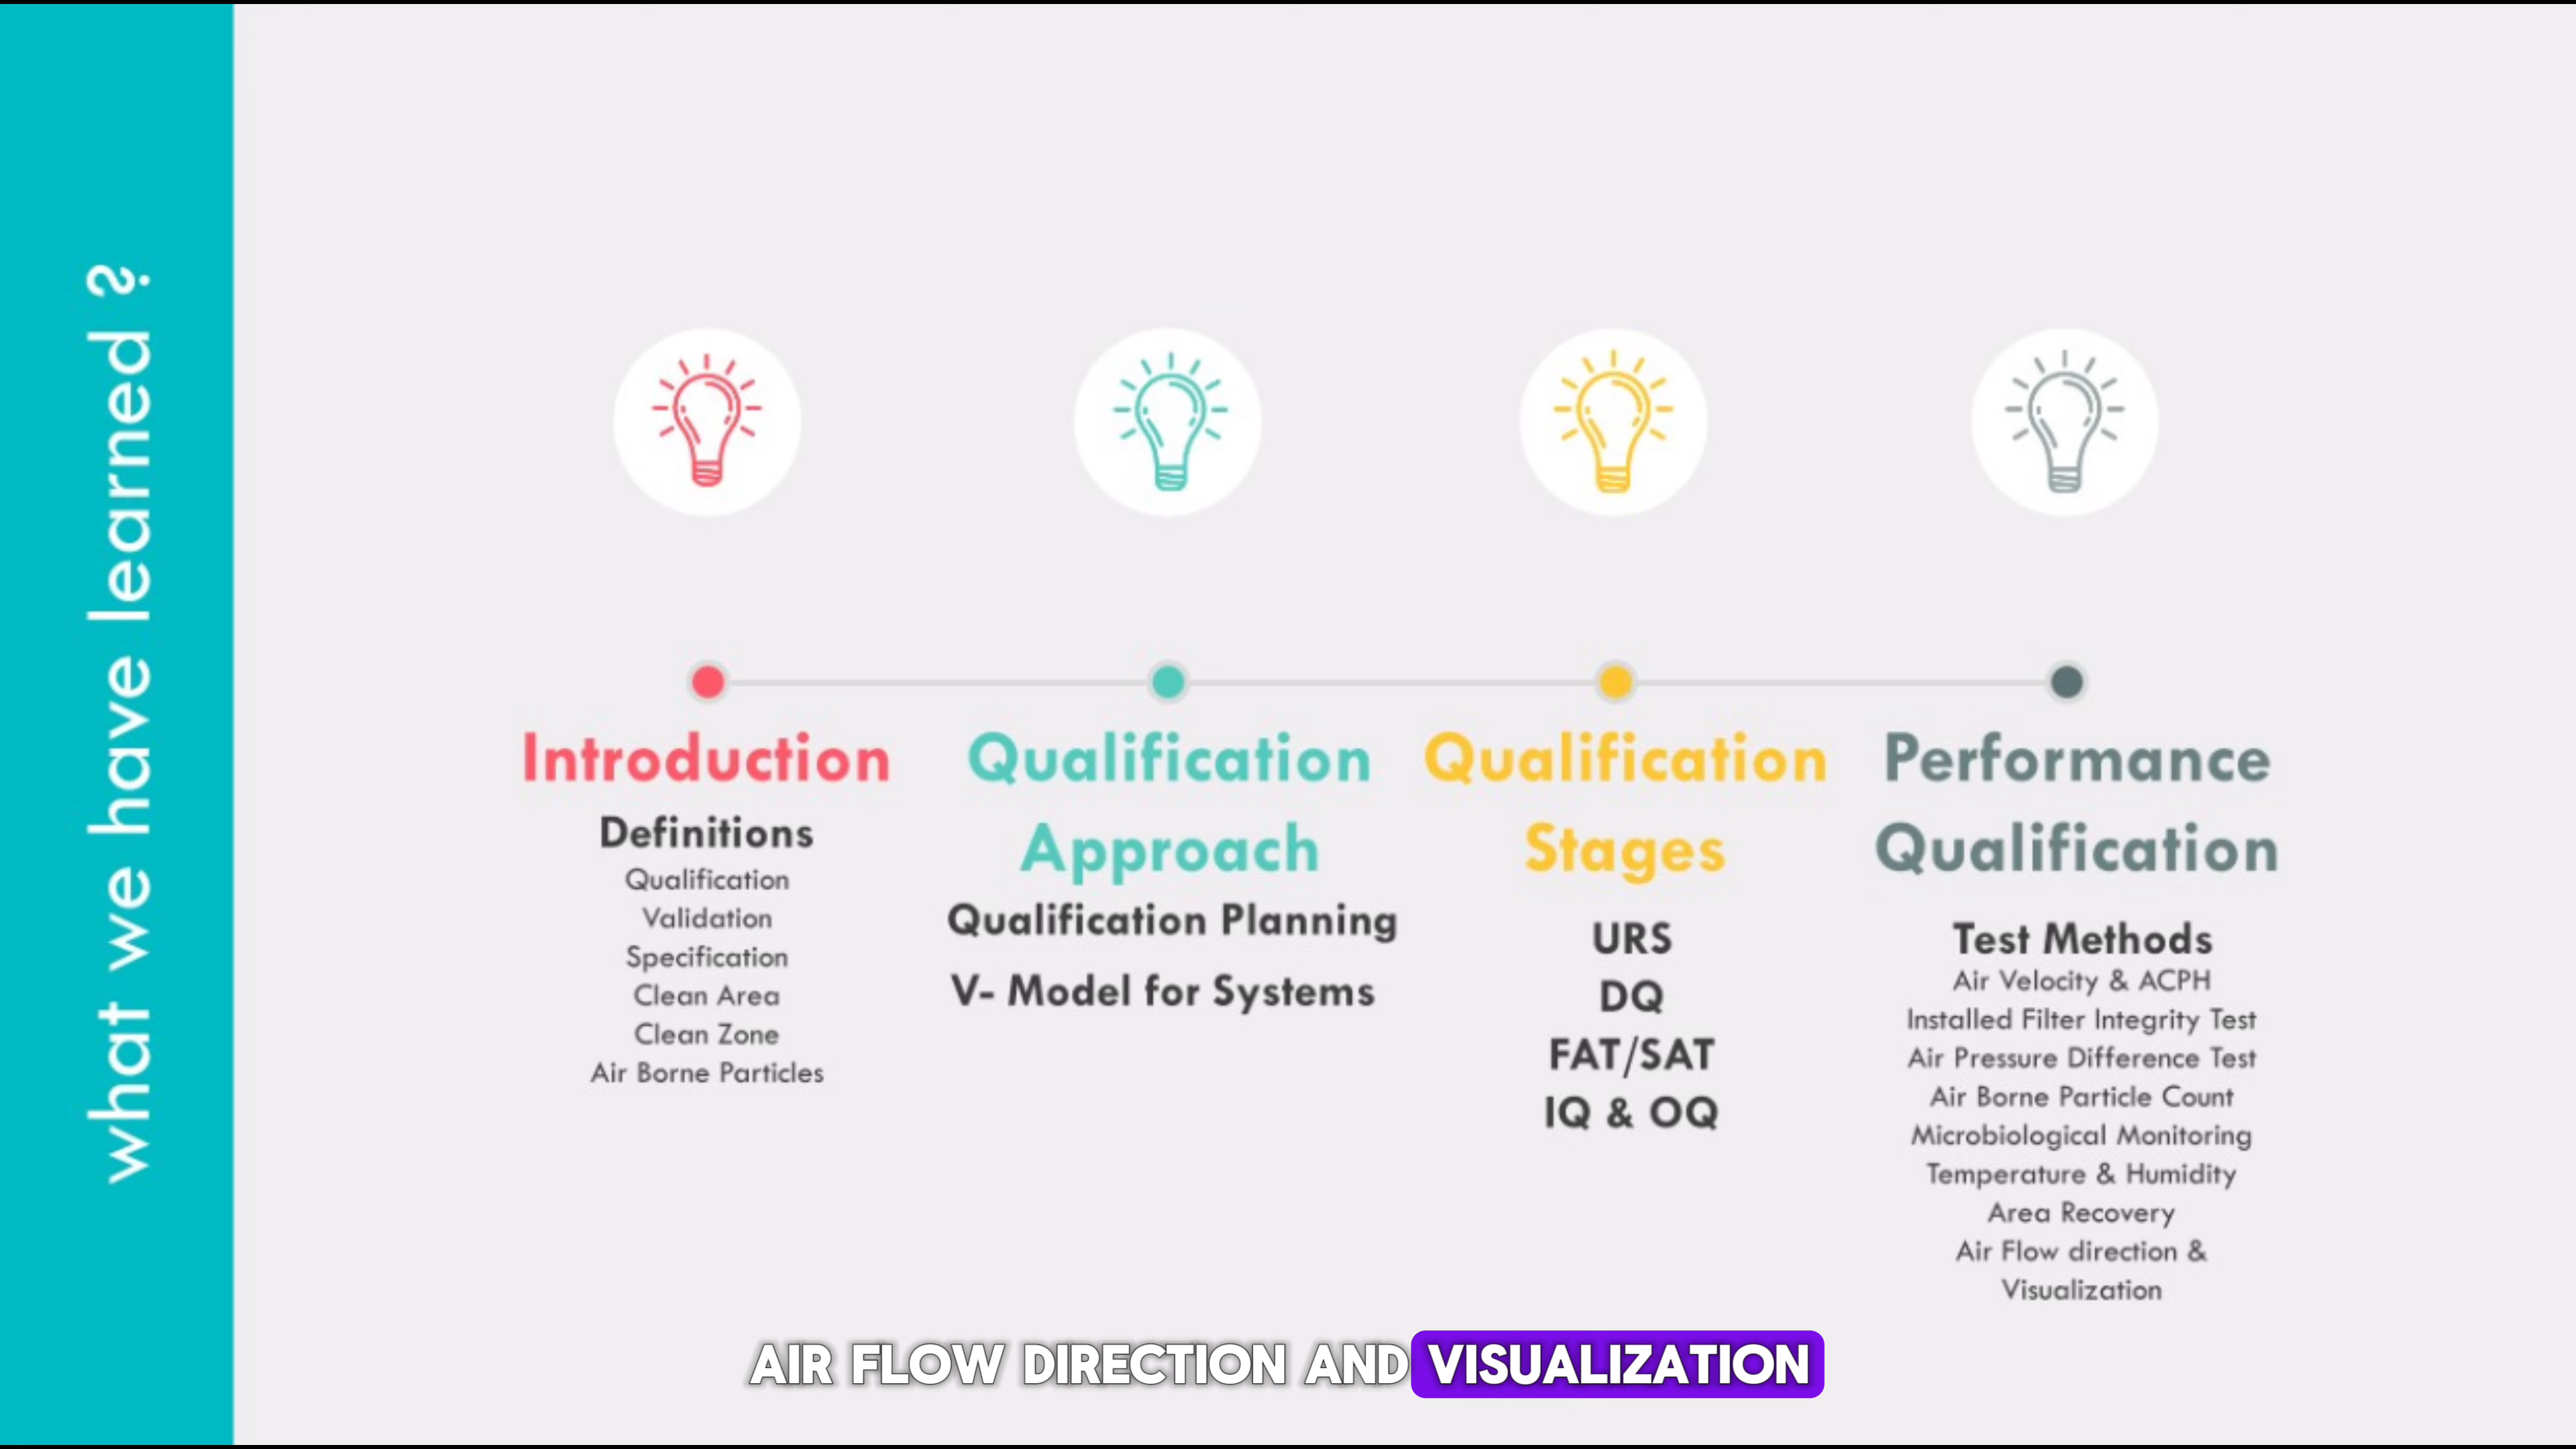 what we have learned ?
Introduction
Definitions
Qualification
Validation
Specification
Clean Area
Clean Zone
Air Borne Particles
Qualification
Approach
Qualification Planning
V- Model for Systems
Qualification
Stages
URS
DQ
FAT/SAT
IQ & OQ
Performance
Qualification
Test Methods
Air Velocity & ACPH
Installed Filter Integrity Test
Air Pressure Difference Test
Air Borne Particle Count
Microbiological Monitoring
Temperature & Humidity
Area Recovery
Air Flow direction &
Visualization
AIR FLOW DIRECTION AND VISUALIZATION